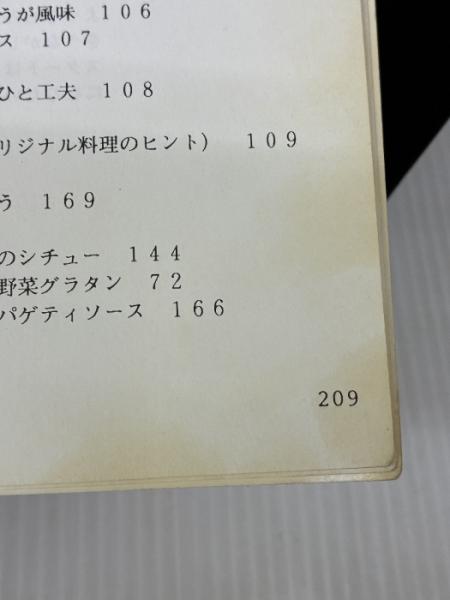 うが風味 106
ス 107
ひと工夫 108
リジナル料理のヒント) 109
う 169
のシチュー 144
野菜グラタン 72
パゲティソース 166
209